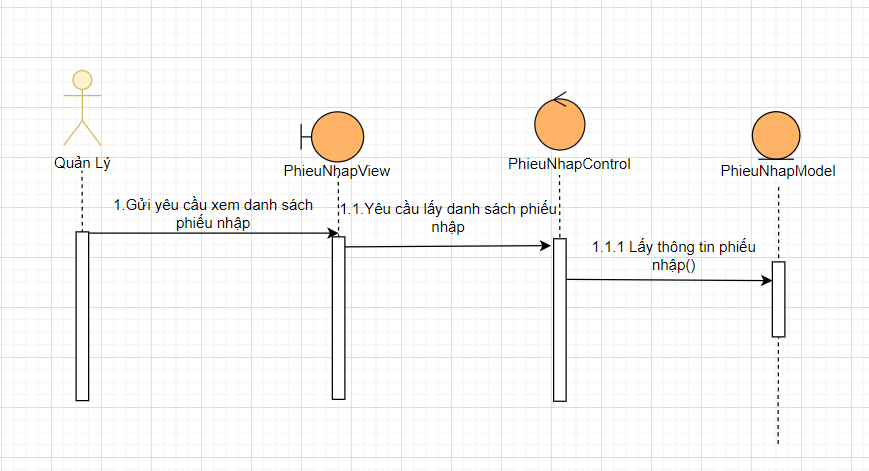 Quản Lý
PhieuNhapView
PhieuNhapControl
PhieuNhapModel
1.Gửi yêu cầu xem danh sách
phiếu nhập
1.1.Yêu cầu lấy danh sách phiếu
nhập
1.1.1 Lấy thông tin phiếu
nhập()